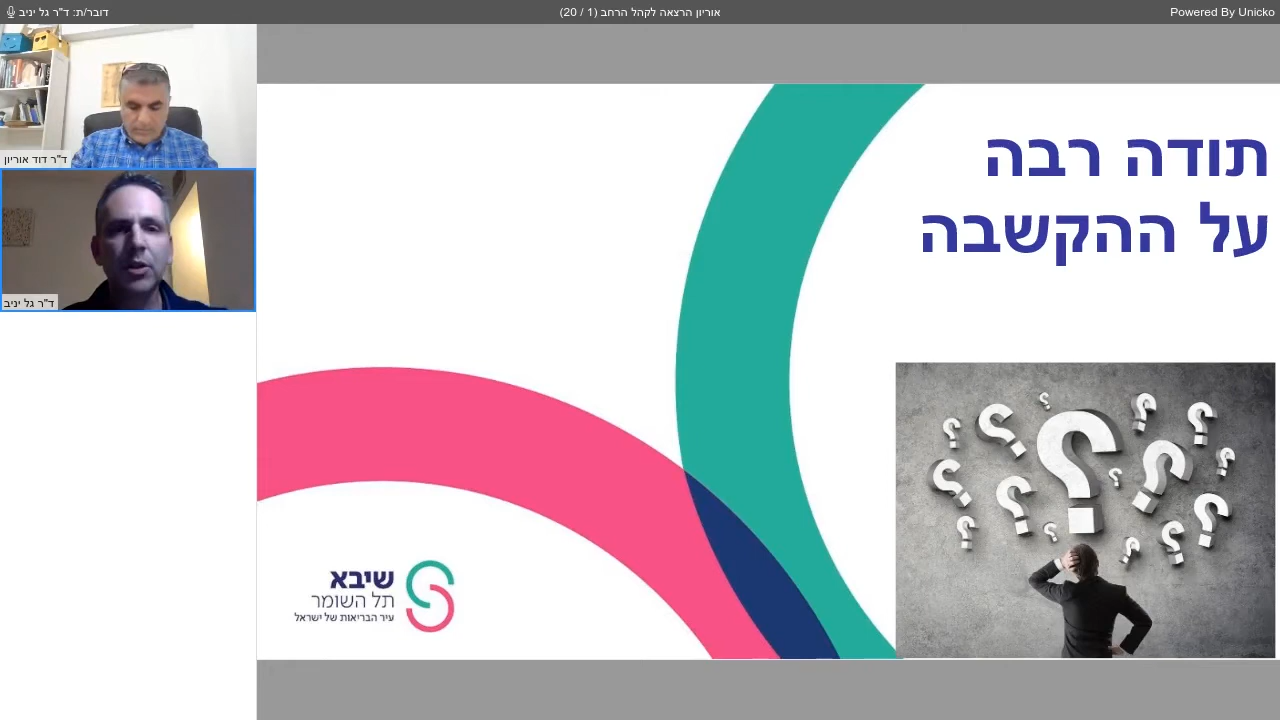 דובר/ת: ד"ר גל יניב
אוריון הרצאה לקהל הרחב (1 / 20)
Powered By Unicko
ד"ר דוד אוריון
ד"ר גל יניב
תודה רבה
על ההקשבה
שיבא
תל השומר
עיר הבריאות של ישראל